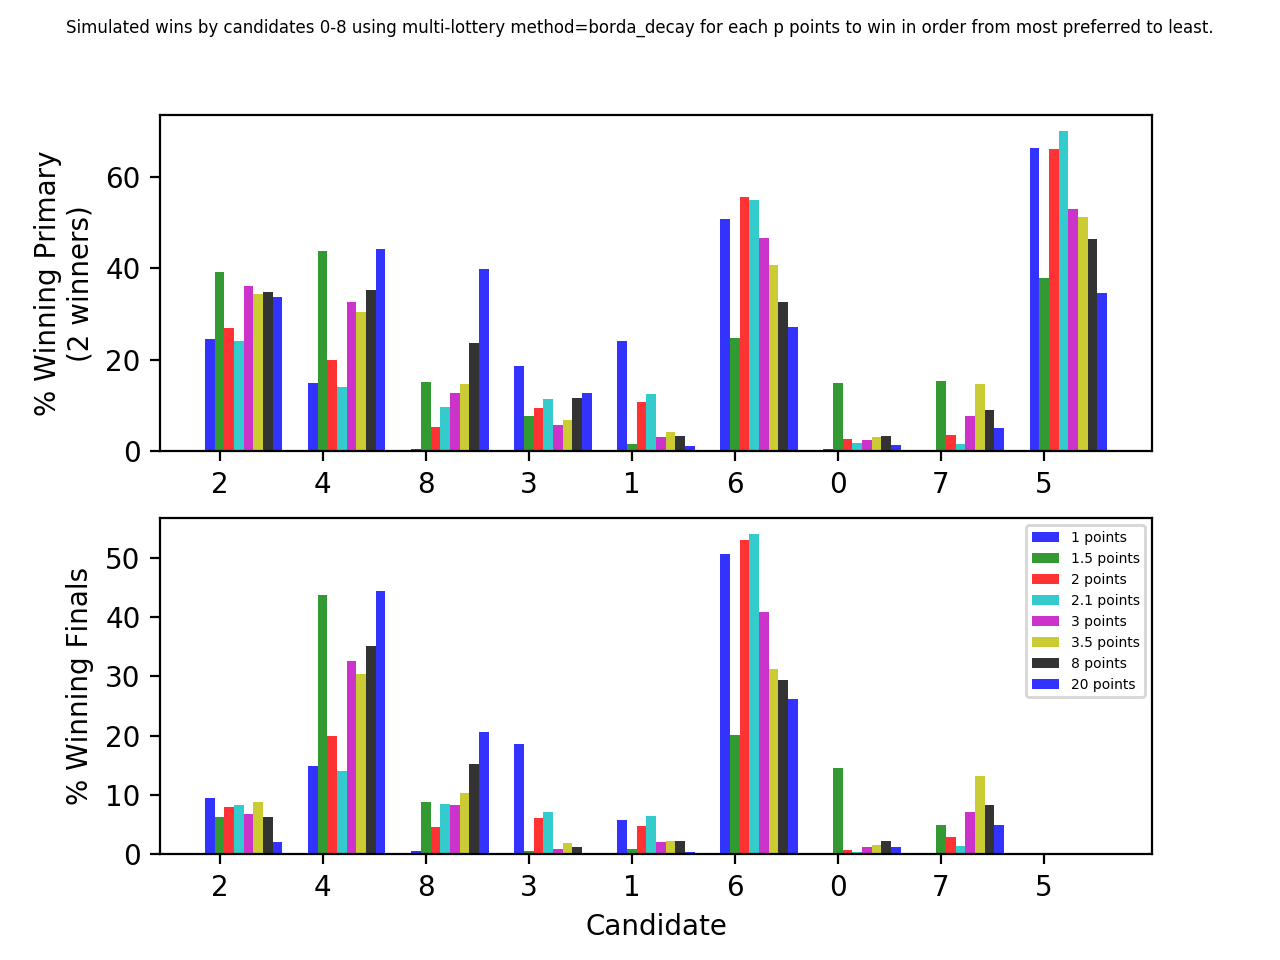 Simulated wins by candidates 0-8 using multi-lottery method=borda_decay for each p points to win in order from most preferred to least.
% Winning Primary
(2 winners)
60
40
20
0
2 4 8 3 1 6 0 7 5
% Winning Finals
50
40
30
20
10
0
1 points
1.5 points
2 points
2.1 points
3 points
3.5 points
8 points
20 points
2 4 8 3 1 6 0 7 5
Candidate